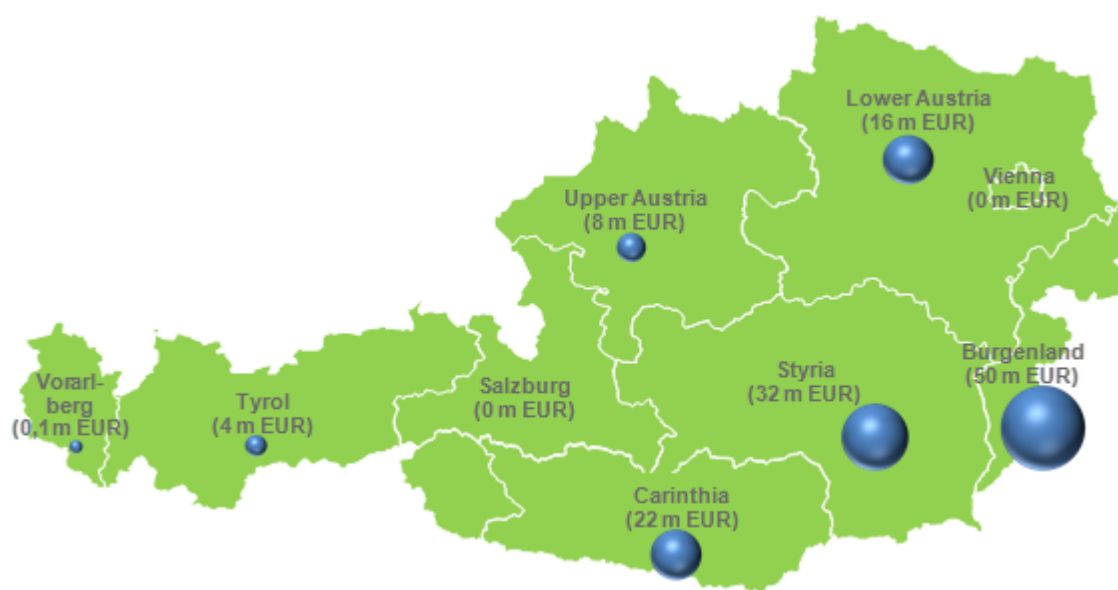 Lower Austria
(16 m EUR)
Vienna
(0 m EUR)
Upper Austria
(8 m EUR)
Burgenland
(50 m EUR)
Styria
(32 m EUR)
Salzburg
(0 m EUR)
Tyrol
(4 m EUR)
Vorarl-
berg
(0,1 m EUR)
Carinthia
(22 m EUR)